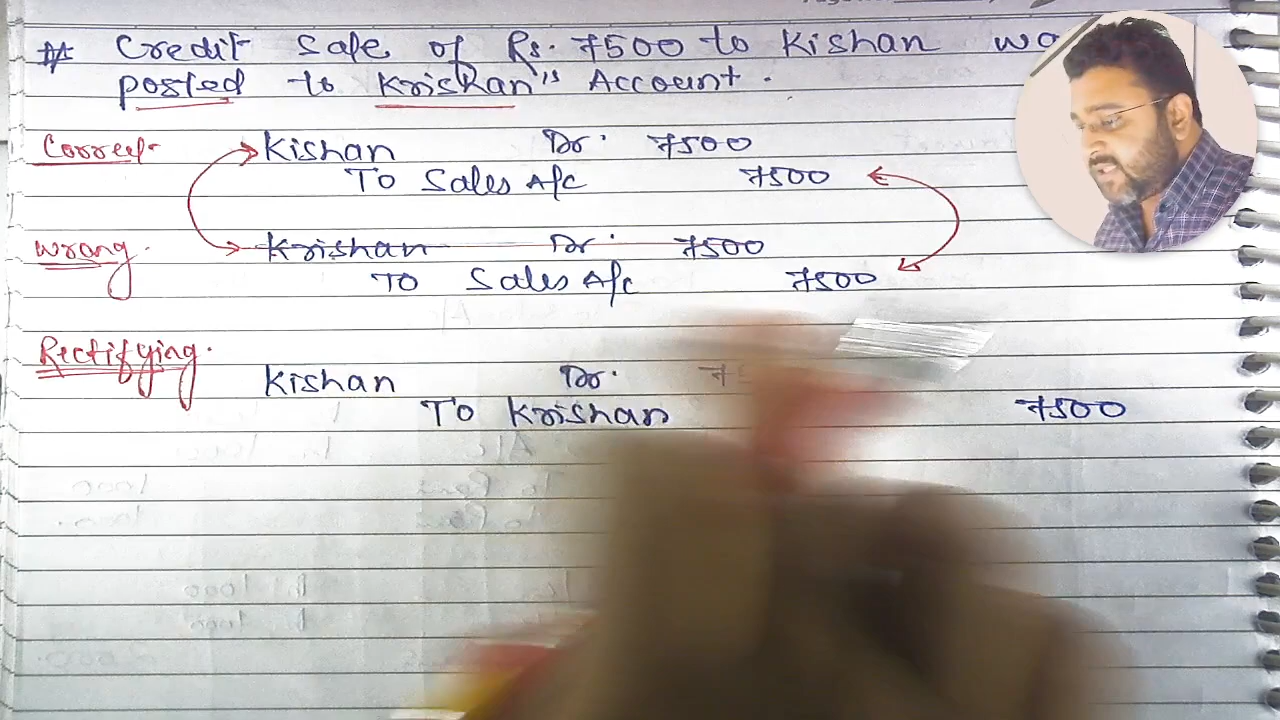 Credit Sale of Rs. 7500 to Kishan
posted to Krishan's Account.
Correct
Kishan Dr. 7500
To Sales A/c 7500
Wrong.
Krishan Dr. 7500
To Sales A/c 7500
Rectifying.
Kishan Dr.
To Krishan 7500